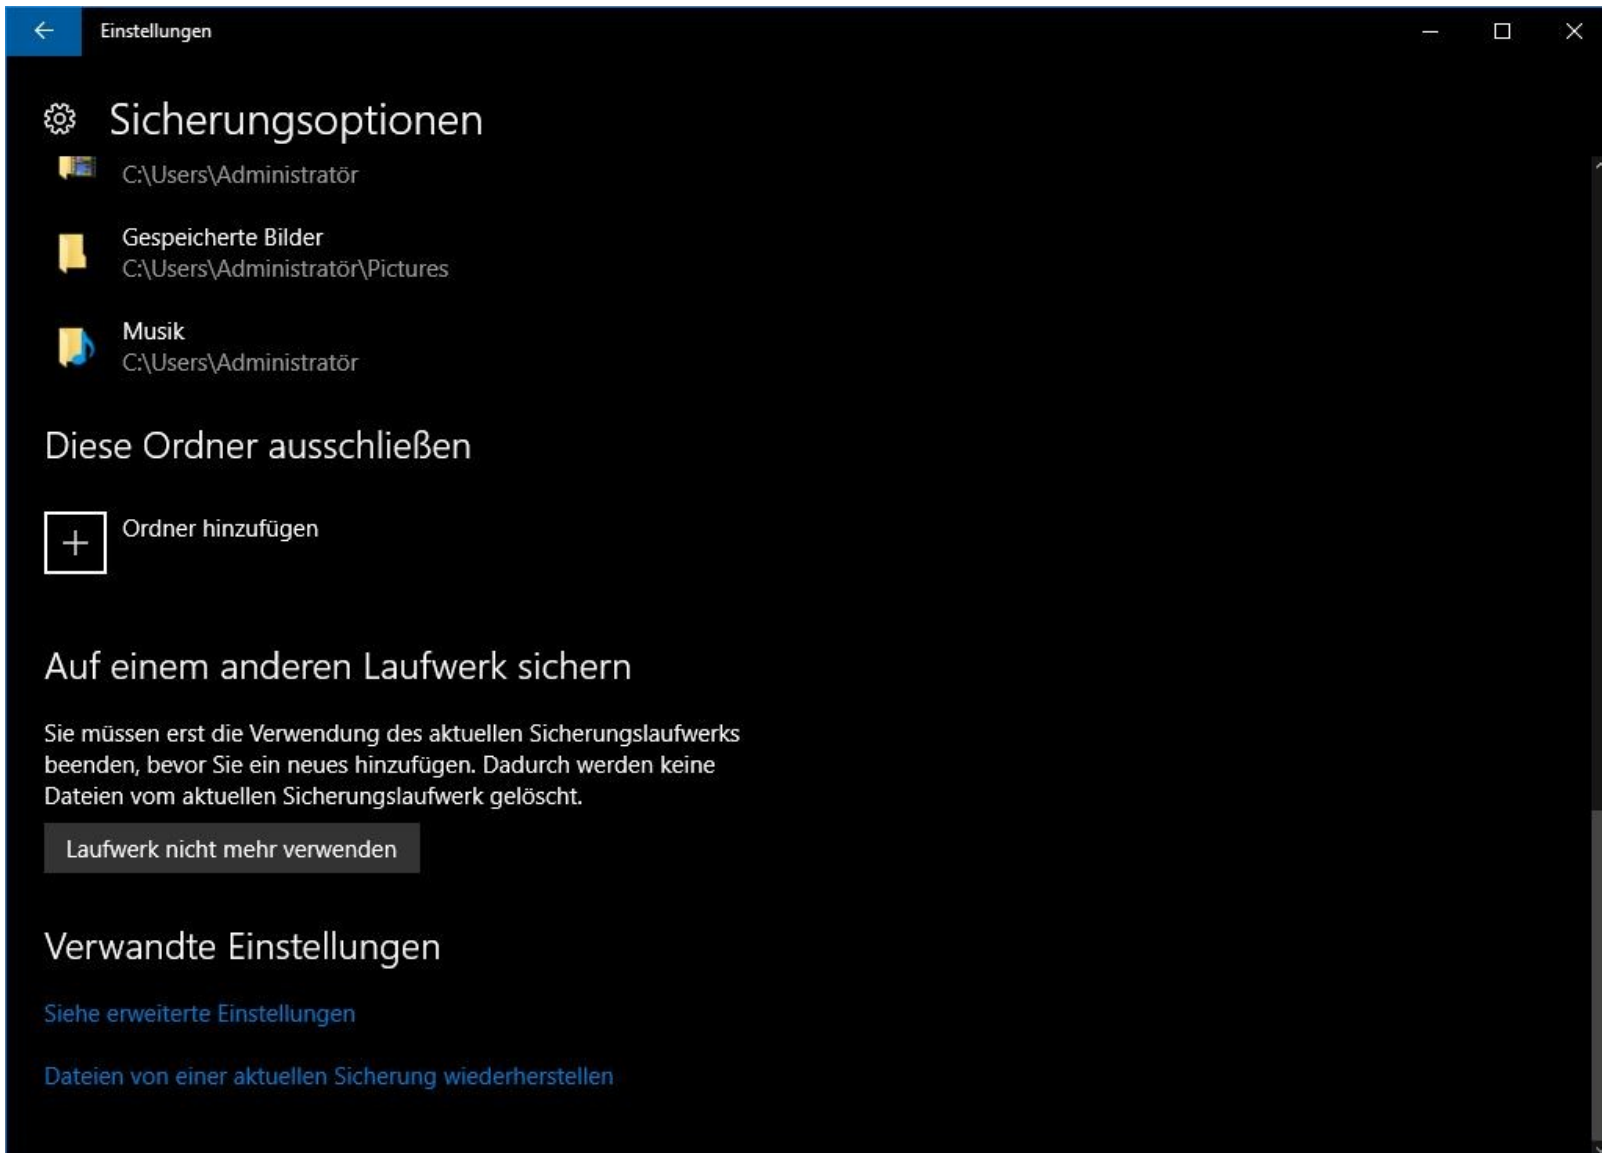 Einstellungen
Sicherungsoptionen
C:\Users\Administratör
Gespeicherte Bilder
C:\Users\Administratör\Pictures
Musik
C:\Users\Administratör
Diese Ordner ausschließen
Ordner hinzufügen
Auf einem anderen Laufwerk sichern
Sie müssen erst die Verwendung des aktuellen Sicherungslaufwerks
beenden, bevor Sie ein neues hinzufügen. Dadurch werden keine
Dateien vom aktuellen Sicherungslaufwerk gelöscht.
Laufwerk nicht mehr verwenden
Verwandte Einstellungen
Siehe erweiterte Einstellungen
Dateien von einer aktuellen Sicherung wiederherstellen